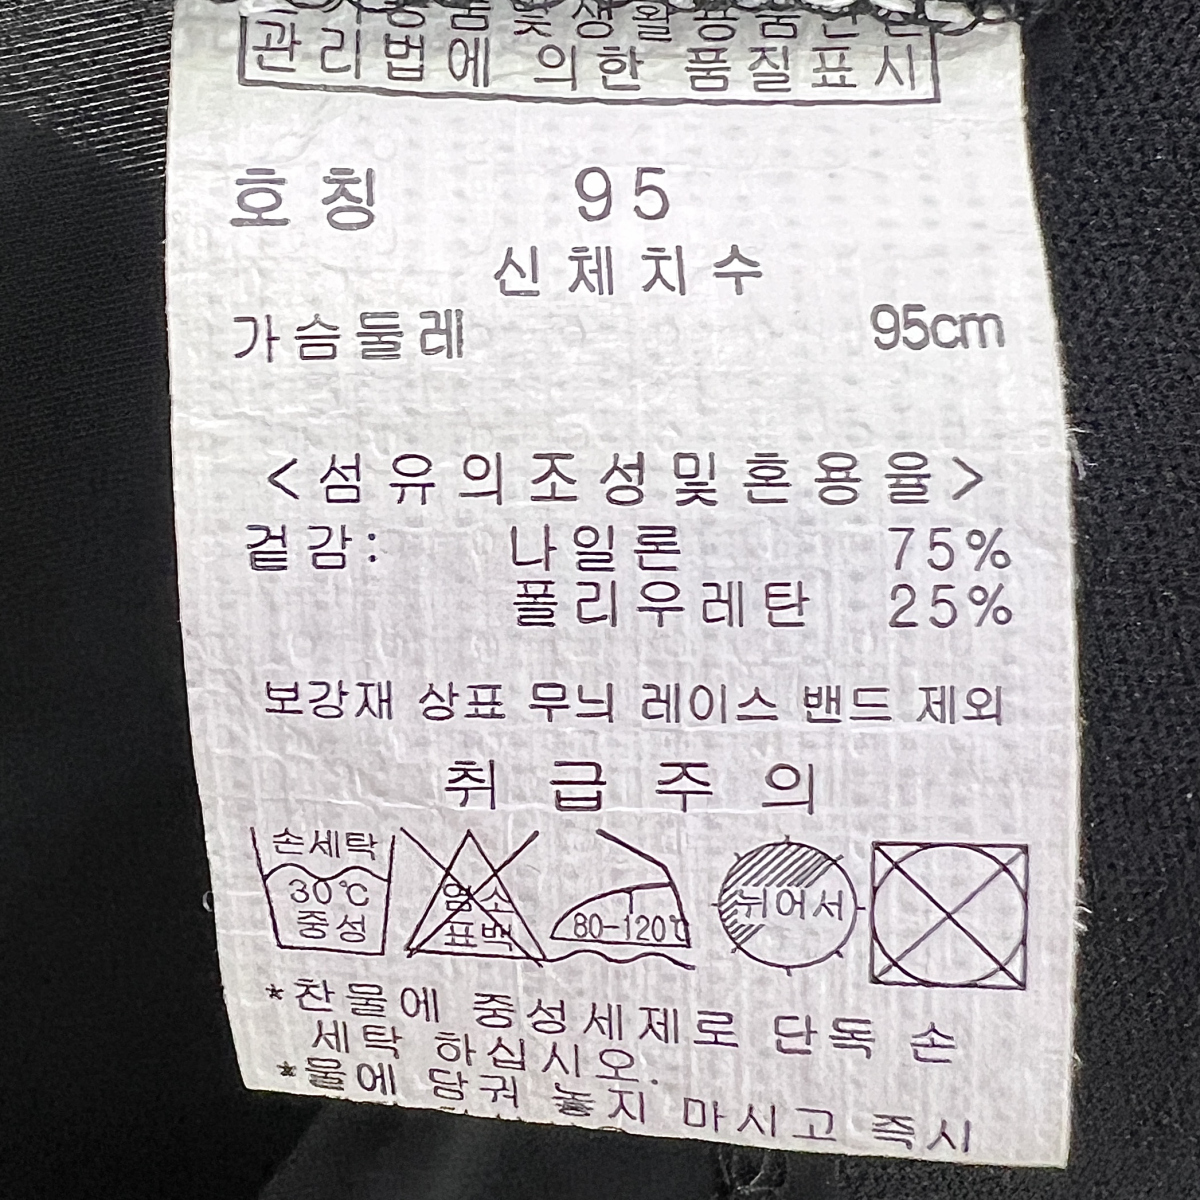 관리법에 의한 품질표시
호칭 95
신체치수
가슴둘레 95cm
<섬유의조성및혼용율>
겉감: 나일론 75%
폴리우레탄 25%
보강재 상표 무늬 레이스 밴드 제외
취급주의
손세탁
30℃
중성
염소
표백
80-120℃
뉘어서
*찬물에 중성세제로 단독 손
세탁 하십시오.
*물에 담궈 놓지 마시고 즉시